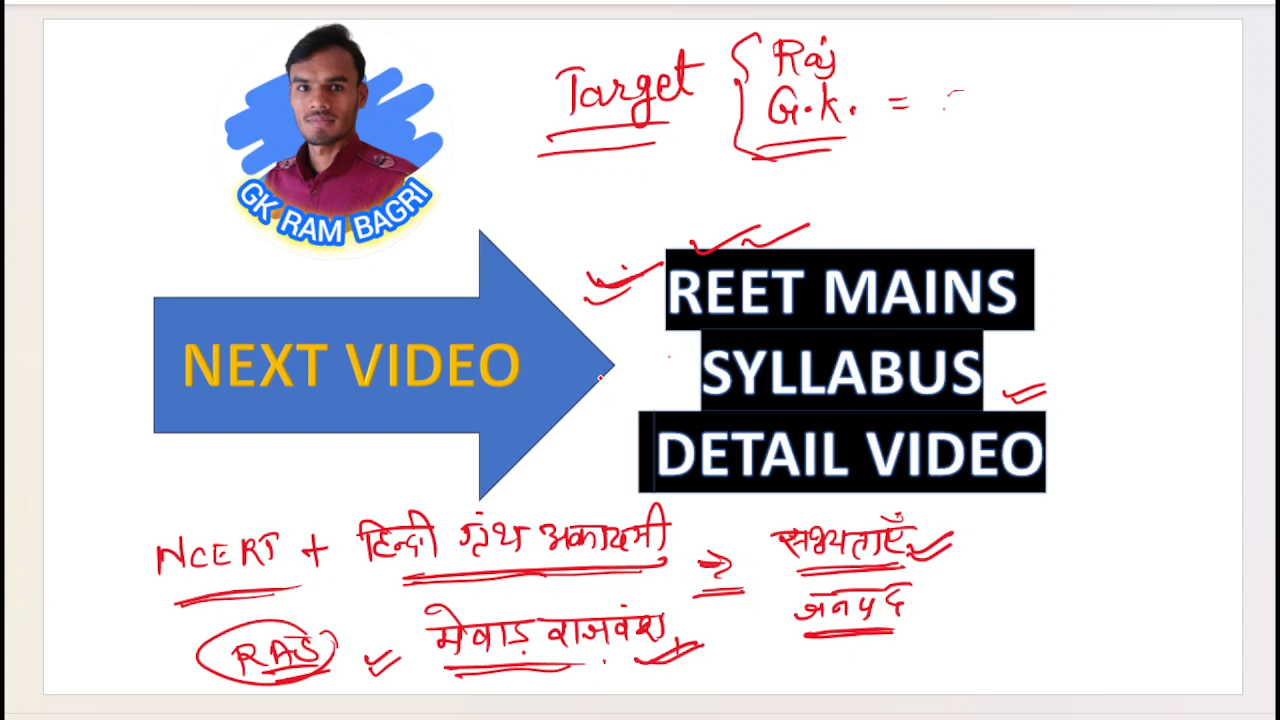 Target { Raj
G.K. =
GK RAM BAGRI
NEXT VIDEO
REET MAINS
SYLLABUS
DETAIL VIDEO
NCERT + हिन्दी ग्रंथ अकादमी → सभ्यताएँ
जनपद
RAS मेवाड़ राजवंश